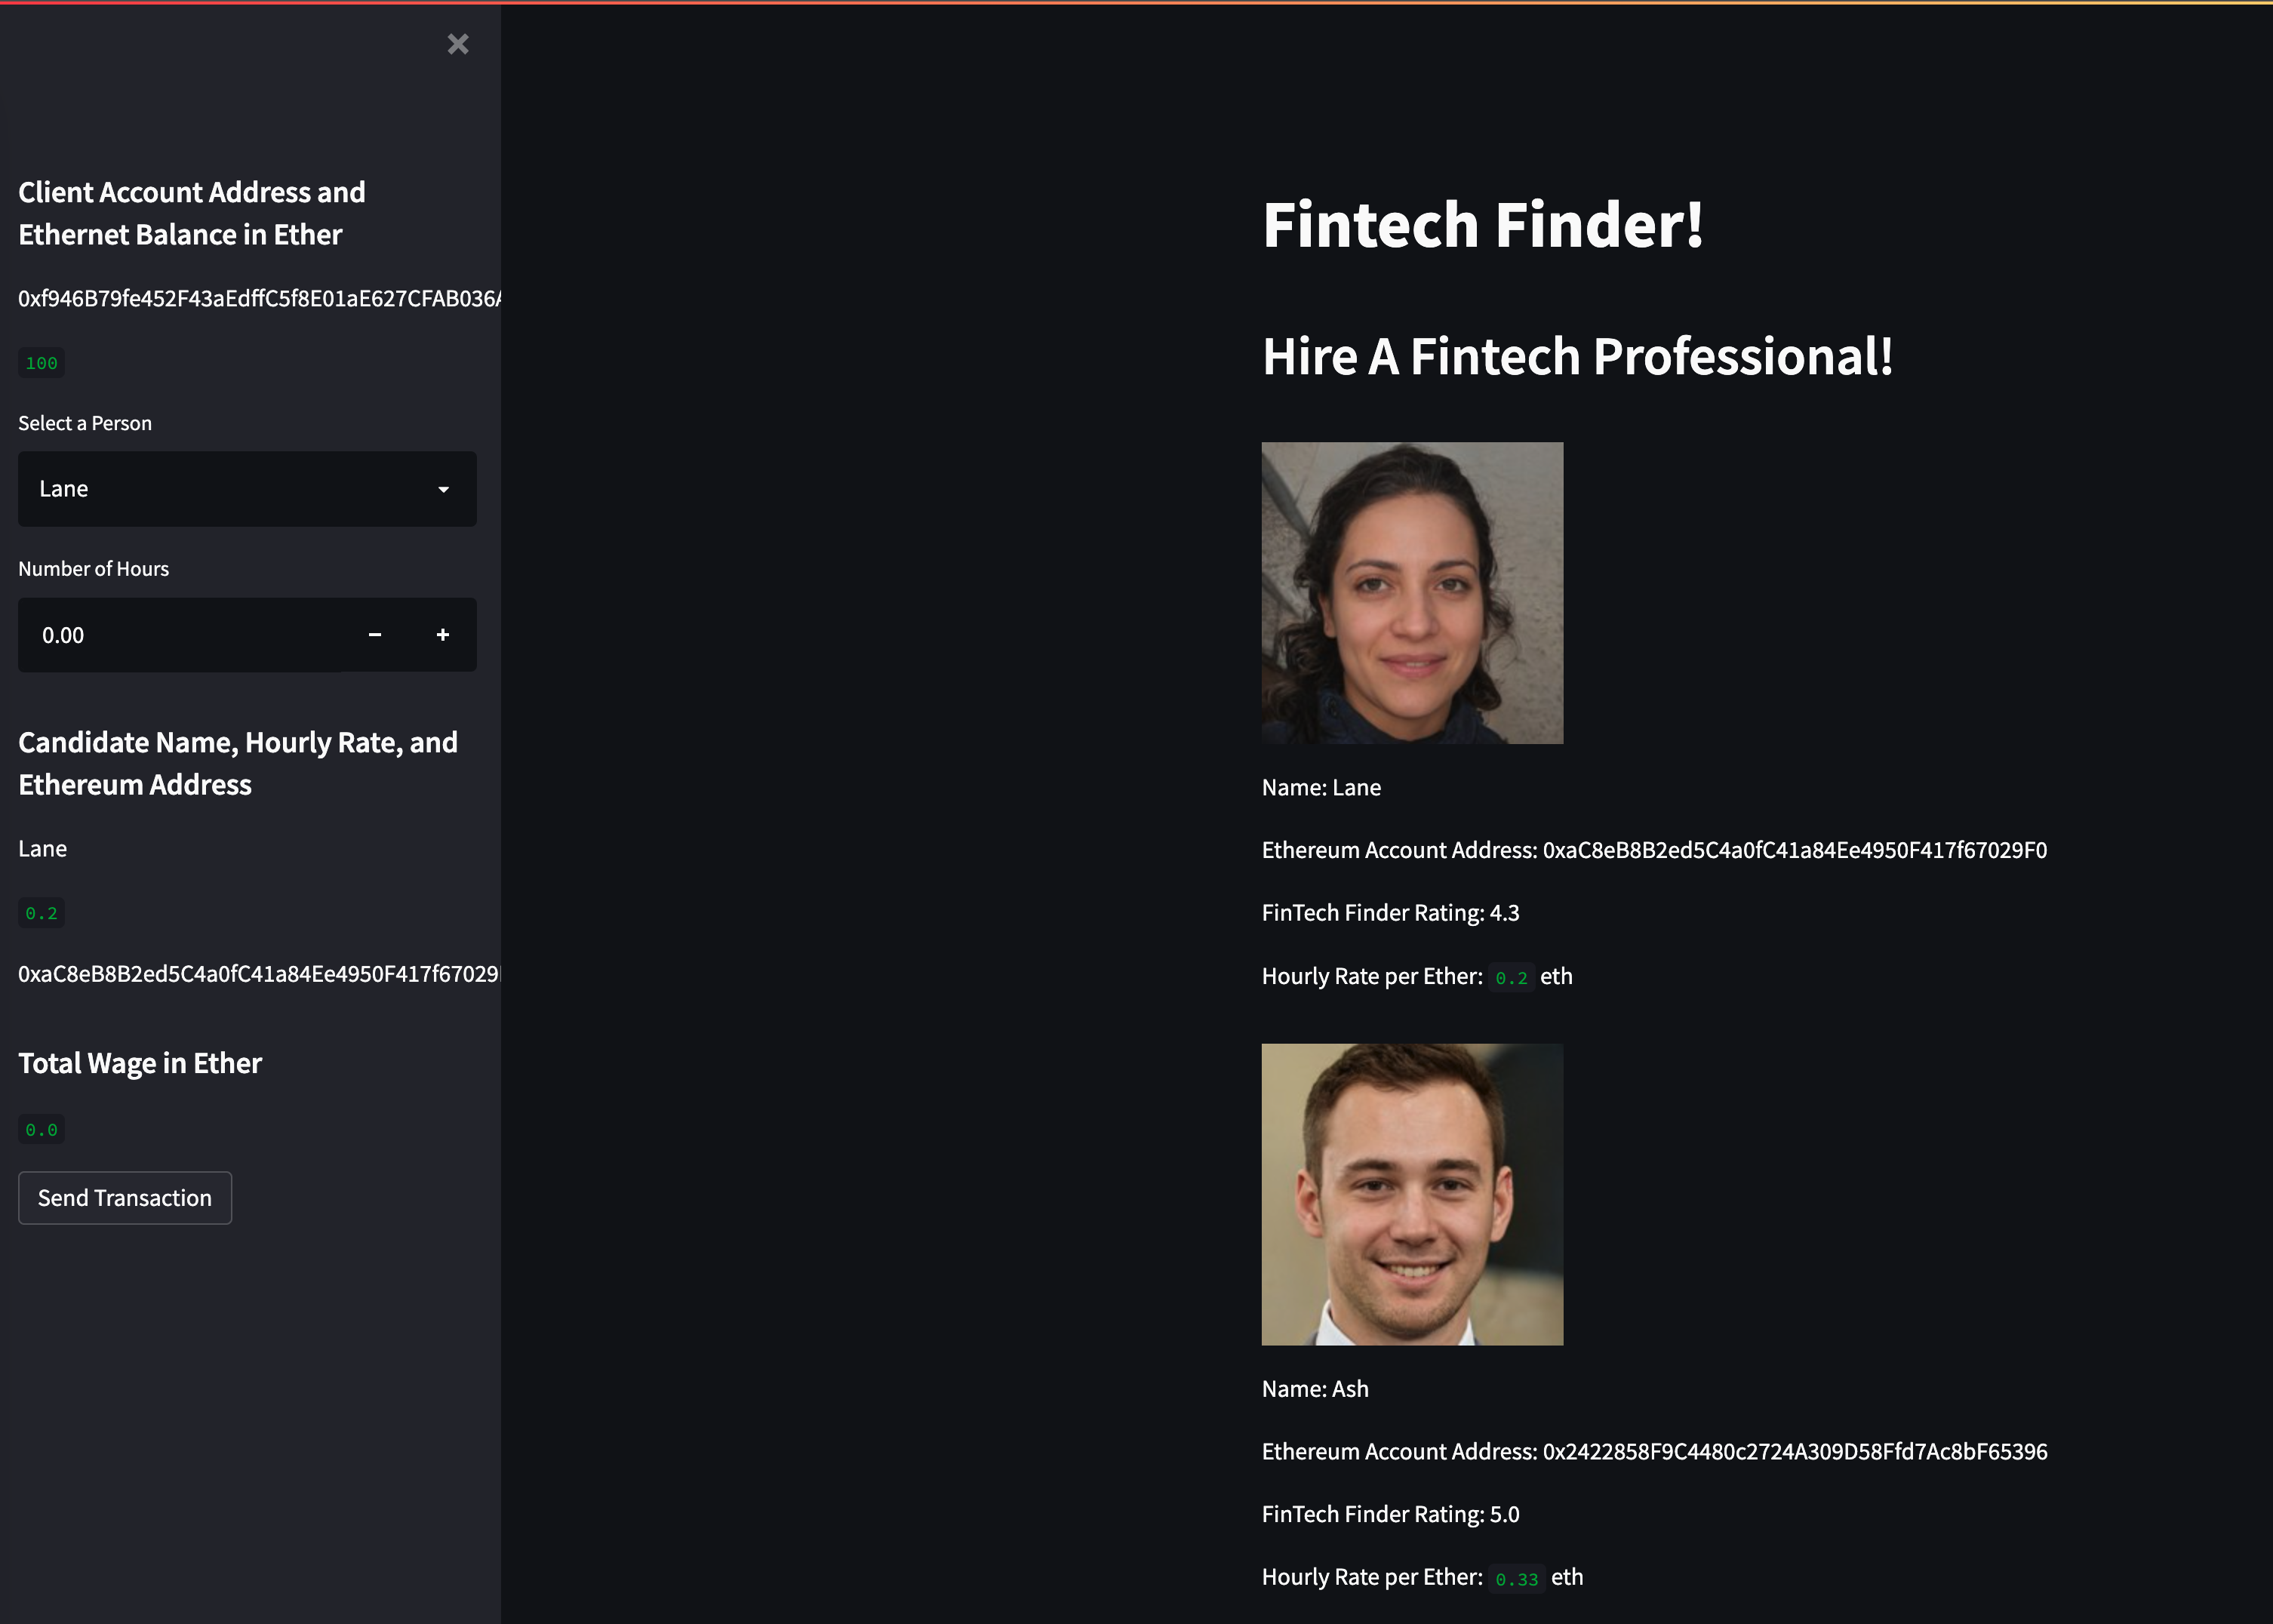 Client Account Address and
Ethernet Balance in Ether
0xf946B79fe452F43aEdffC5f8E01aE627CFAB036A
100
Select a Person
Lane
Number of Hours
0.00
Candidate Name, Hourly Rate, and
Ethereum Address
Lane
0.2
0xaC8eB8B2ed5C4a0fC41a84Ee4950F417f67029
Total Wage in Ether
0.0
Send Transaction
Fintech Finder!
Hire A Fintech Professional!
Name: Lane
Ethereum Account Address: 0xaC8eB8B2ed5C4a0fC41a84Ee4950F417f67029F0
FinTech Finder Rating: 4.3
Hourly Rate per Ether: 0.2 eth
Name: Ash
Ethereum Account Address: 0x2422858F9C4480c2724A309D58Ffd7Ac8bF65396
FinTech Finder Rating: 5.0
Hourly Rate per Ether: 0.33 eth